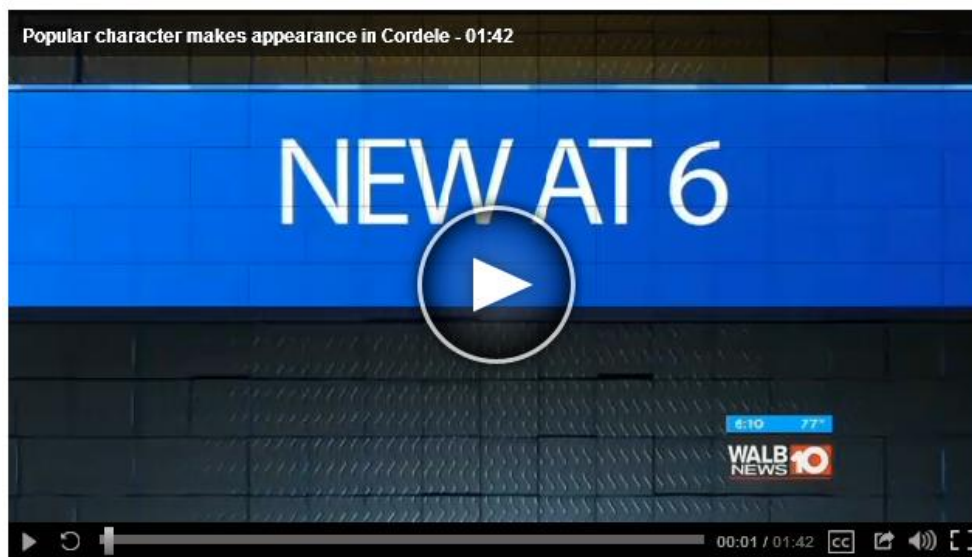 Popular character makes appearance in Cordele - 01:42
NEW AT 6
6:10 77°
WALB 10
NEWS
00:01 / 01:42 CC